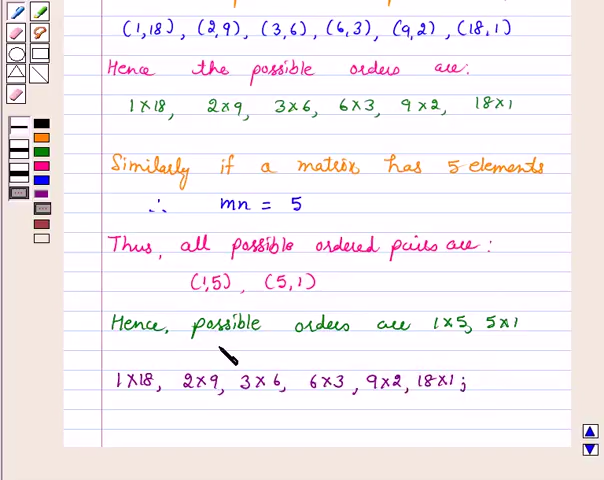 (1,18), (2,9), (3,6), (6,3), (9,2), (18,1)
Hence the possible orders are:
1×18, 2×9, 3×6, 6×3, 9×2, 18×1
Similarly if a matrix has 5 elements
∴ mn = 5
Thus, all possible ordered pairs are:
(1,5), (5,1)
Hence, possible orders are 1×5, 5×1
1×18, 2×9, 3×6, 6×3, 9×2, 18×1;